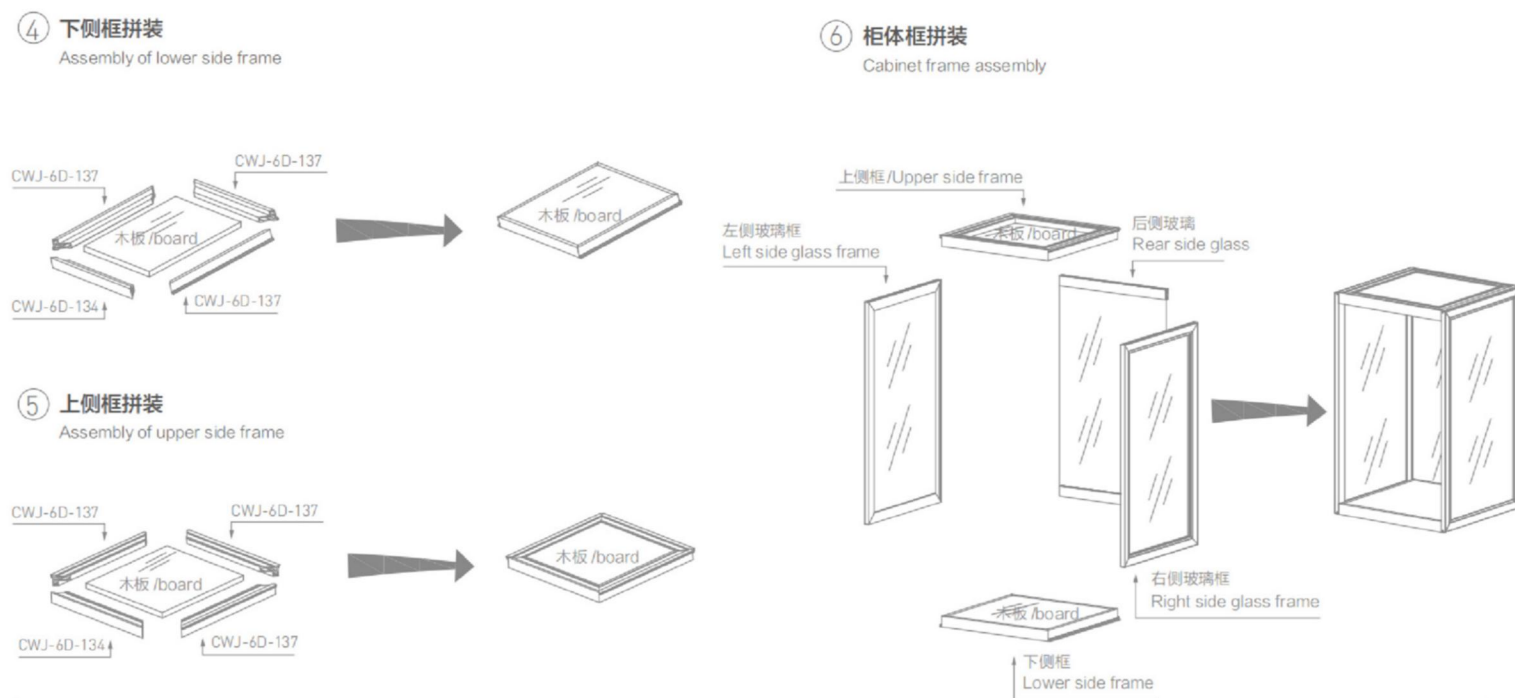 ④ 下侧框拼装
Assembly of lower side frame
CWJ-6D-137
CWJ-6D-137
木板/board
CWJ-6D-134
CWJ-6D-137
木板/board
⑤ 上侧框拼装
Assembly of upper side frame
CWJ-6D-137
CWJ-6D-137
木板/board
CWJ-6D-134
CWJ-6D-137
木板/board
⑥ 柜体框拼装
Cabinet frame assembly
上侧框/Upper side frame
木板/board
左侧玻璃框
Left side glass frame
后侧玻璃
Rear side glass
右侧玻璃框
Right side glass frame
木板/board
下侧框
Lower side frame